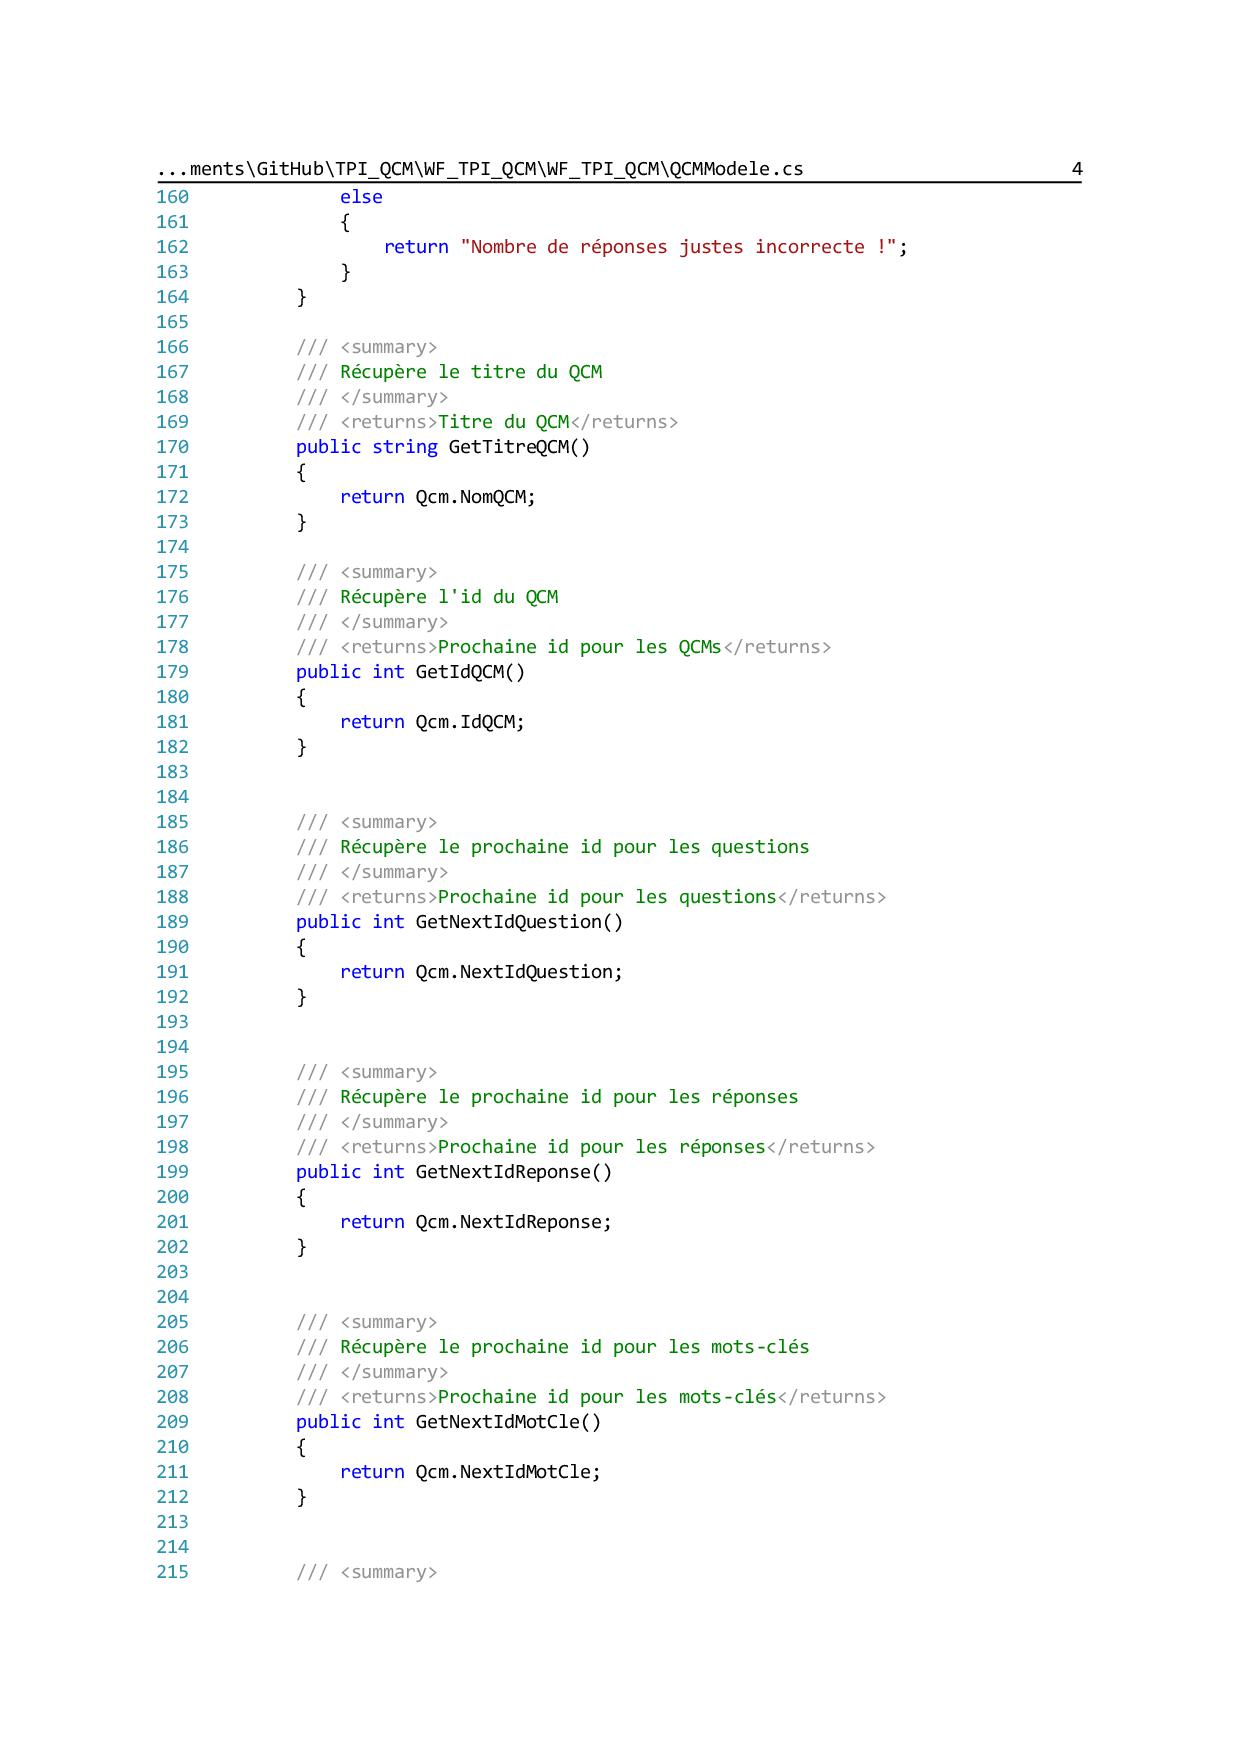 ...ments\GitHub\TPI_QCM\WF_TPI_QCM\WF_TPI_QCM\QCMModele.cs 4
160 else
161 {
162 return "Nombre de réponses justes incorrecte !";
163 }
164 }
165
166 /// <summary>
167 /// Récupère le titre du QCM
168 /// </summary>
169 /// <returns>Titre du QCM</returns>
170 public string GetTitreQCM()
171 {
172 return Qcm.NomQCM;
173 }
174
175 /// <summary>
176 /// Récupère l'id du QCM
177 /// </summary>
178 /// <returns>Prochaine id pour les QCMs</returns>
179 public int GetIdQCM()
180 {
181 return Qcm.IdQCM;
182 }
183
184
185 /// <summary>
186 /// Récupère le prochaine id pour les questions
187 /// </summary>
188 /// <returns>Prochaine id pour les questions</returns>
189 public int GetNextIdQuestion()
190 {
191 return Qcm.NextIdQuestion;
192 }
193
194
195 /// <summary>
196 /// Récupère le prochaine id pour les réponses
197 /// </summary>
198 /// <returns>Prochaine id pour les réponses</returns>
199 public int GetNextIdReponse()
200 {
201 return Qcm.NextIdReponse;
202 }
203
204
205 /// <summary>
206 /// Récupère le prochaine id pour les mots-clés
207 /// </summary>
208 /// <returns>Prochaine id pour les mots-clés</returns>
209 public int GetNextIdMotCle()
210 {
211 return Qcm.NextIdMotCle;
212 }
213
214
215 /// <summary>